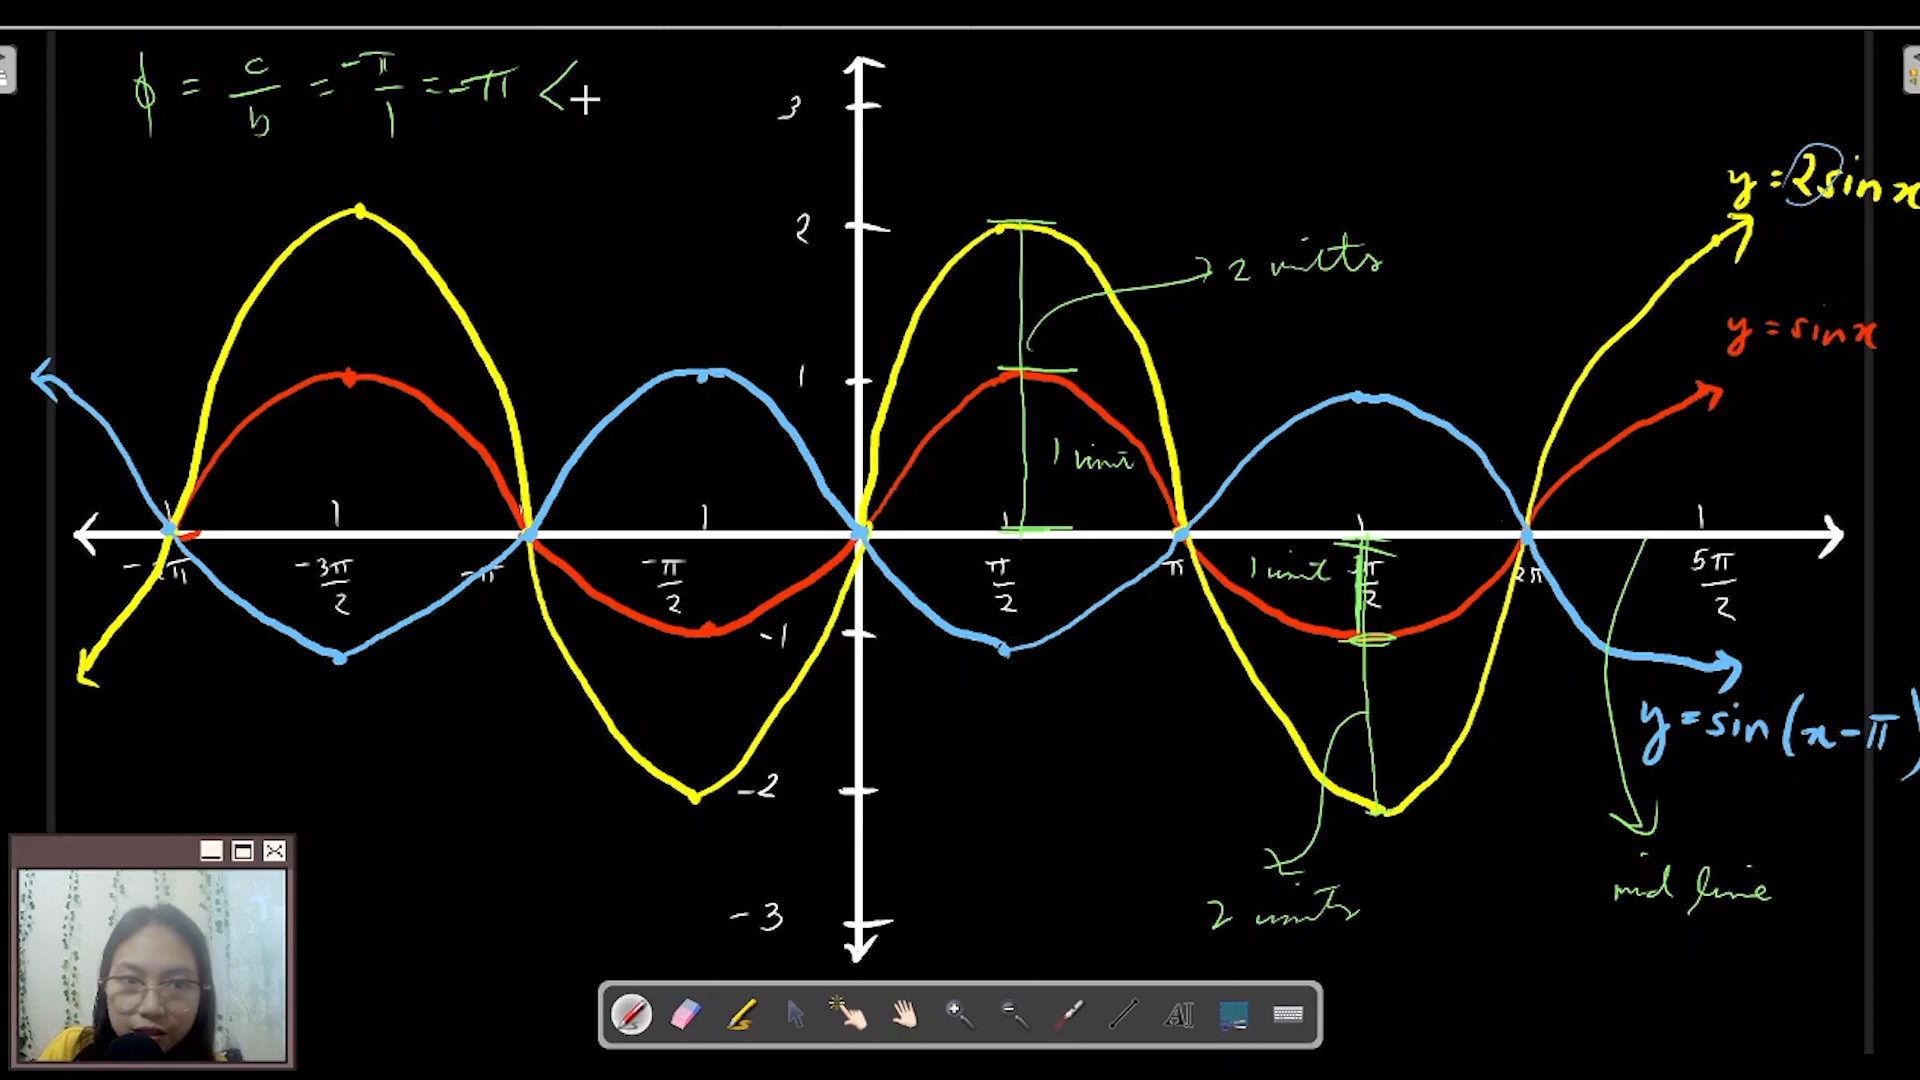 ϕ = c/b = -π/1 = -π <
3
y = 2sin x
2
2 units
y = sin x
1
1 unit
-2π
-3π/2
-π
-π/2
π/2
π
1 unit
3π/2
2π
5π/2
-1
y = sin(x-π)
-2
mid line
2 units
-3
AI